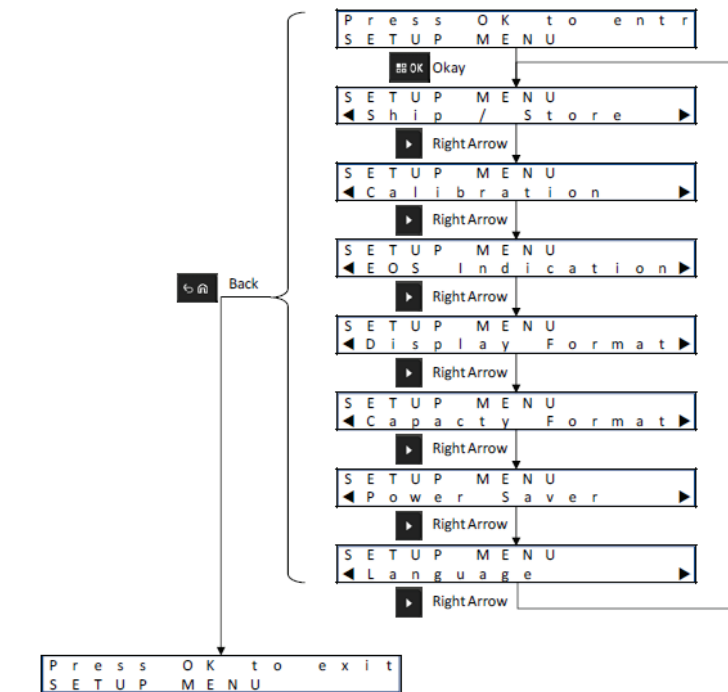 Press OK to entr
SETUP MENU
OK Okay
SETUP MENU
◀Ship / Store ▶
Right Arrow
SETUP MENU
◀Calibration ▶
Right Arrow
SETUP MENU
◀EOS Indication▶
Back
Right Arrow
SETUP MENU
◀Display Format▶
Right Arrow
SETUP MENU
◀Capacty Format▶
Right Arrow
SETUP MENU
◀Power Saver ▶
Right Arrow
SETUP MENU
◀Language ▶
Right Arrow
Press OK to exit
SETUP MENU